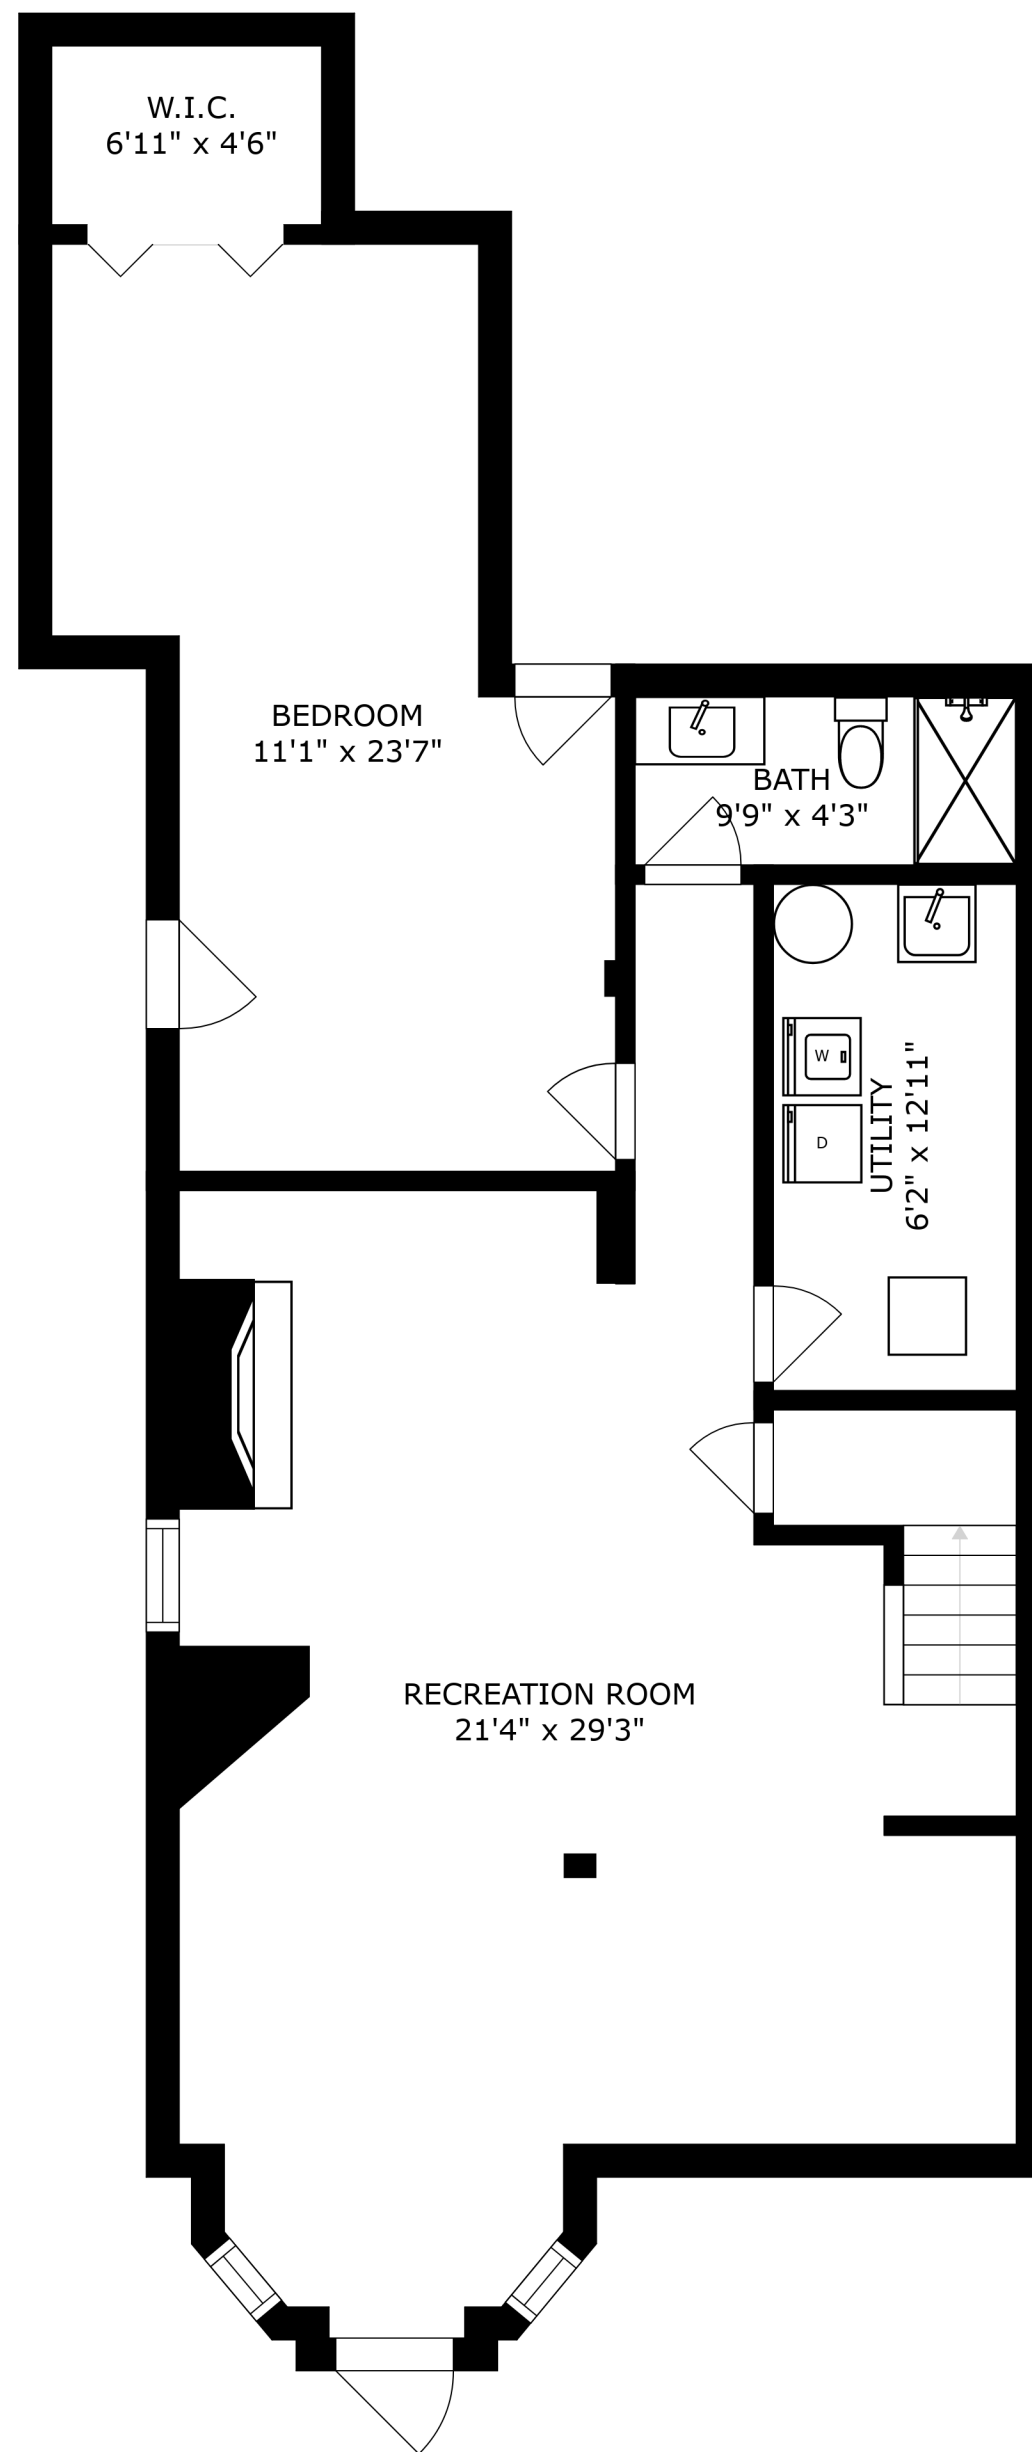 W.I.C.
6'11" x 4'6"
BEDROOM
11'1" x 23'7"
BATH
9'9" x 4'3"
W
D
UTILITY
6'2" x 12'11"
RECREATION ROOM
21'4" x 29'3"